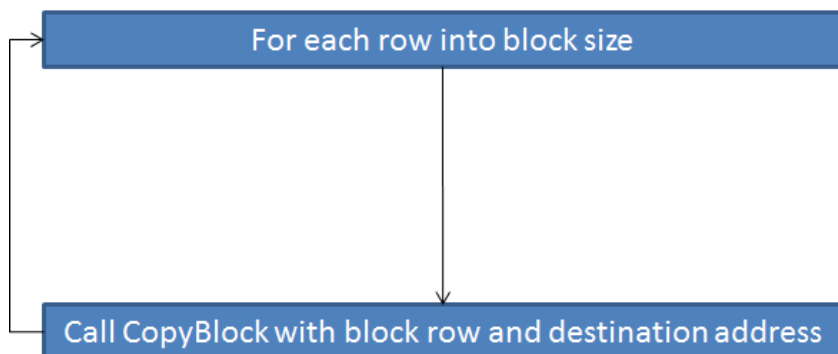 For each row into block size
Call CopyBlock with block row and destination address